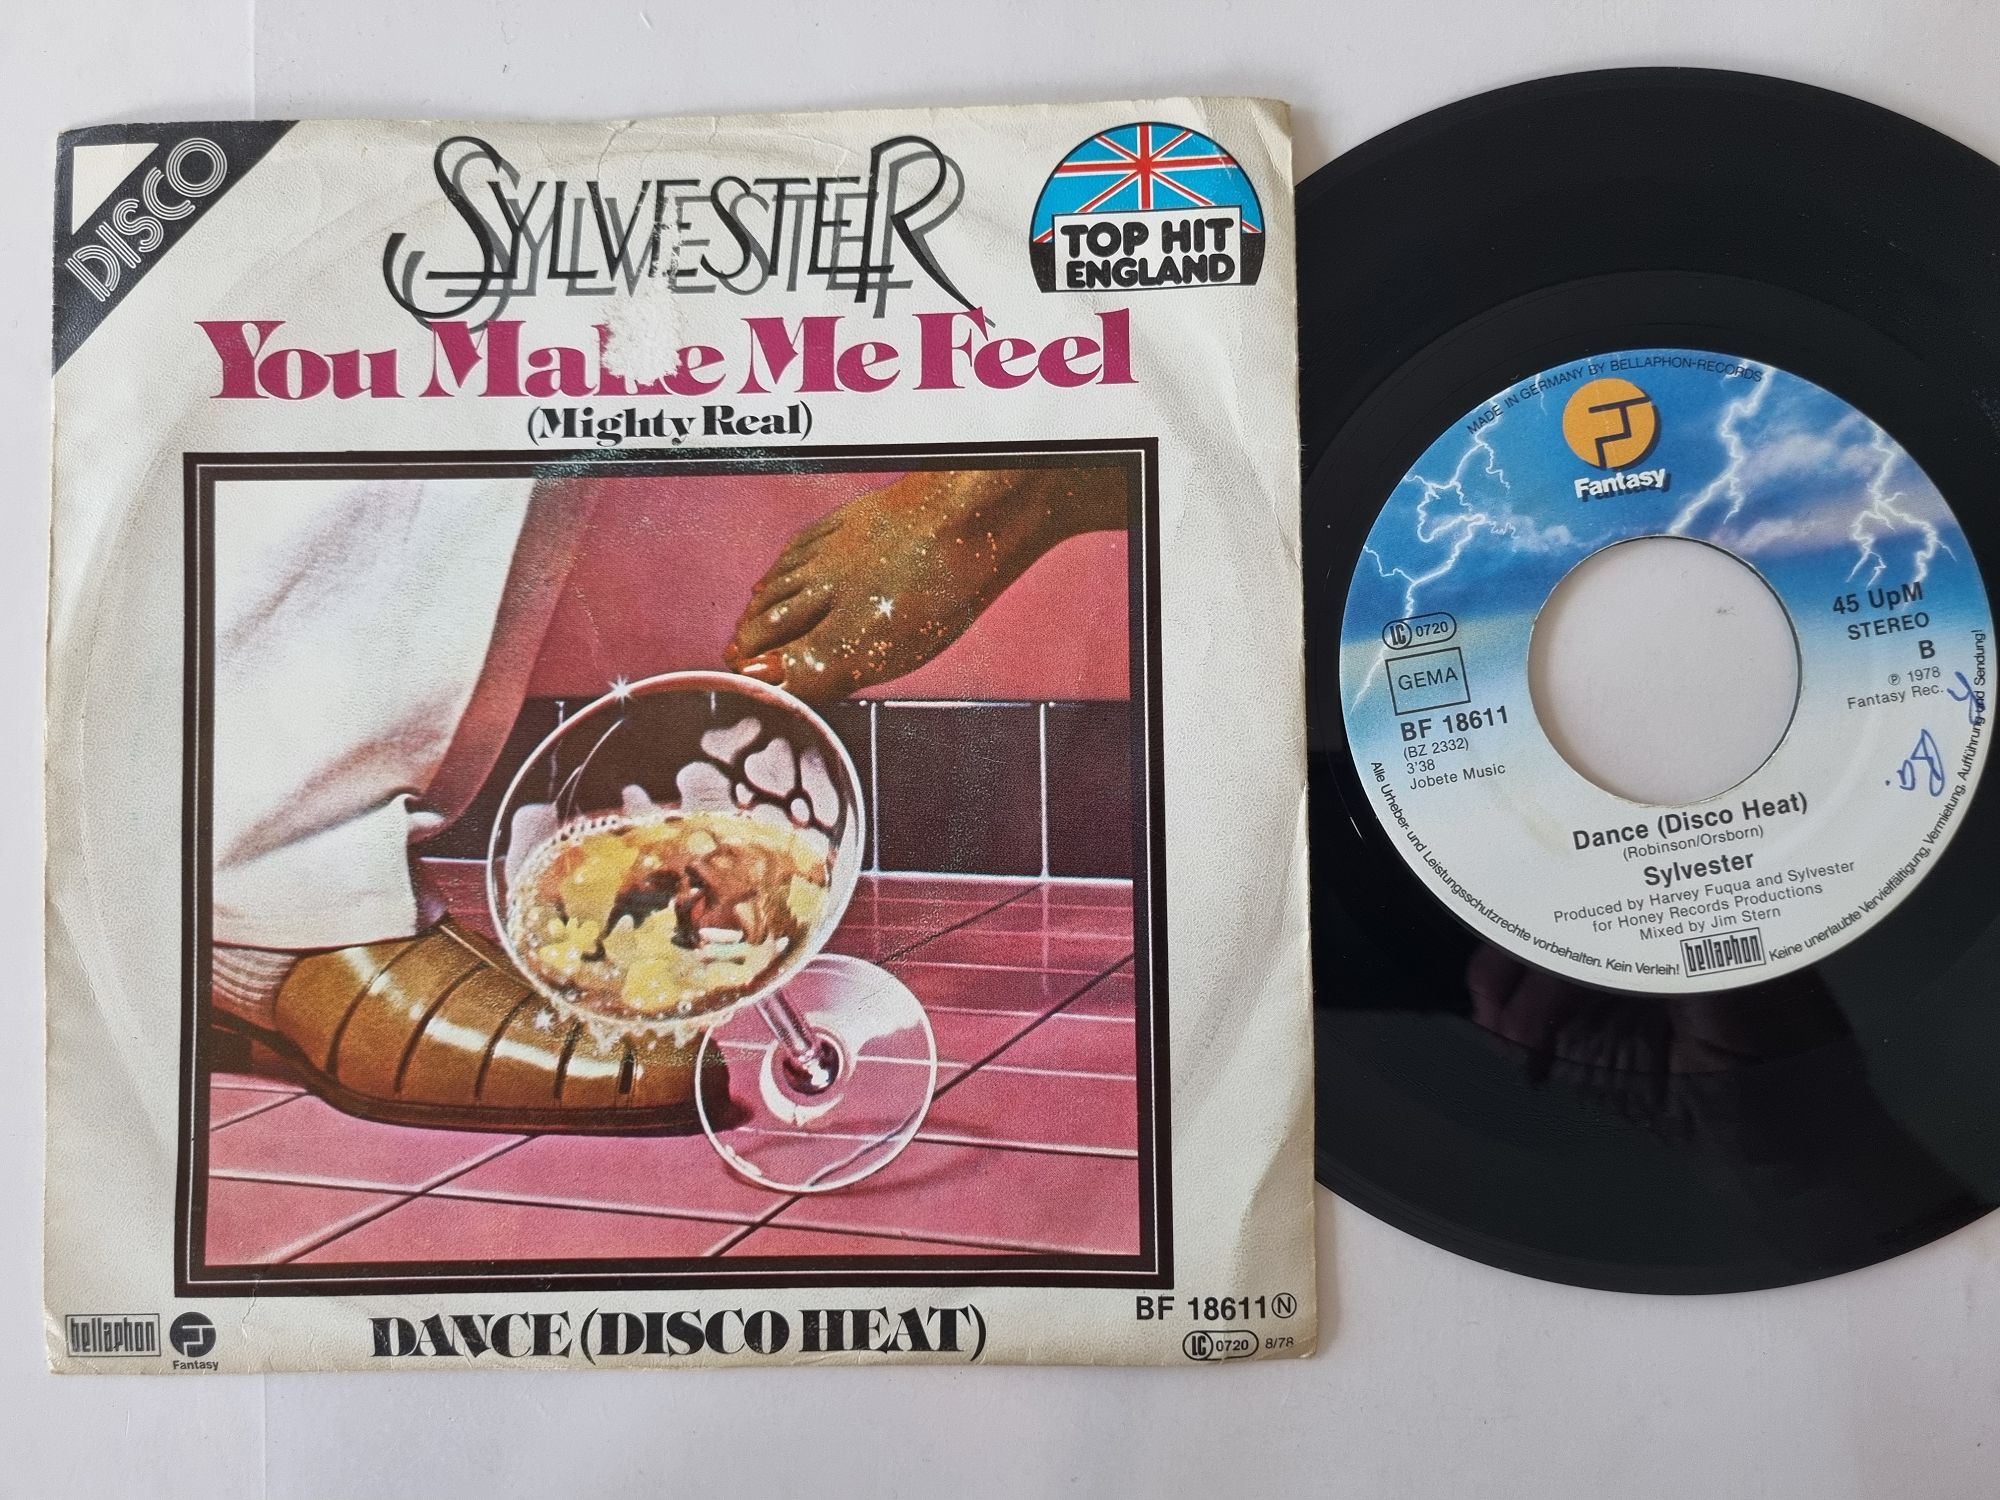 DISCO
SYLVESTER
TOP HIT
ENGLAND
You Make Me Feel
(Mighty Real)
bellaphon
Fantasy
DANCE (DISCO HEAT)
BF 18611 N
LC 0720 8/78
MADE IN GERMANY BY BELLAPHON-RECORDS
Fantasy
LC 0720
GEMA
BF 18611
(BZ 2332)
3'38
Jobete Music
45 UpM
STEREO
B
℗ 1978
Fantasy Rec.
Dance (Disco Heat)
(Robinson/Orsborn)
Sylvester
Produced by Harvey Fuqua and Sylvester
for Honey Records Productions
Mixed by Jim Stern
bellaphon
Alle Urheber- und Leistungsschutzrechte vorbehalten. Kein Verleih! Keine unerlaubte Vervielfältigung, Vermietung, Aufführung und Sendung!